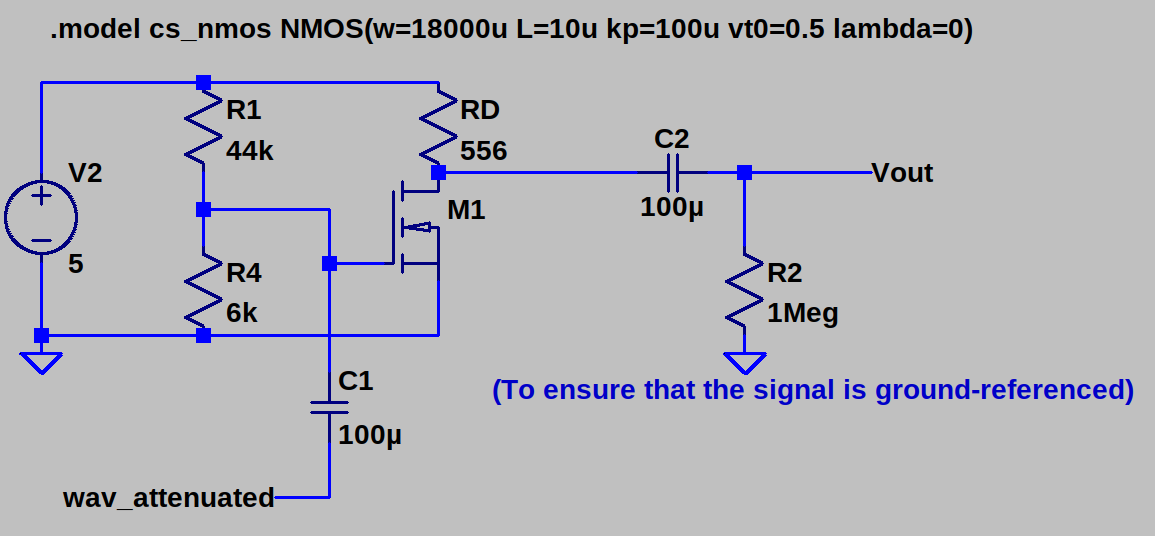 .model cs_nmos NMOS(w=18000u L=10u kp=100u vt0=0.5 lambda=0)
R1
44k
RD
556
C2
100µ
Vout
V2
5
M1
R4
6k
R2
1Meg
C1
100µ
(To ensure that the signal is ground-referenced)
wav_attenuated